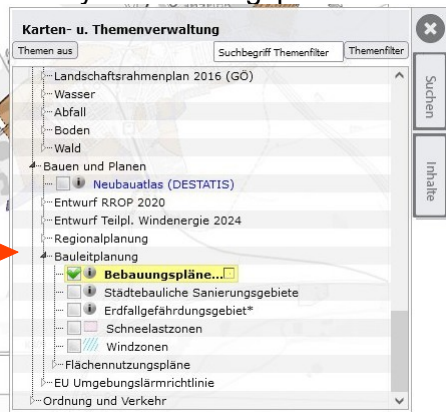 Karten- u. Themenverwaltung
Themen aus
Suchbegriff Themenfilter
Themenfilter
Landschaftsrahmenplan 2016 (GÖ)
Wasser
Abfall
Boden
Wald
Bauen und Planen
Neubauatlas (DESTATIS)
Entwurf RROP 2020
Entwurf Teilpl. Windenergie 2024
Regionalplanung
Bauleitplanung
Bebauungspläne...
Städtebauliche Sanierungsgebiete
Erdfallgefährdungsgebiet*
Schneelastzonen
Windzonen
Flächennutzungspläne
EU Umgebungslärmrichtlinie
Ordnung und Verkehr
Suchen
Inhalte